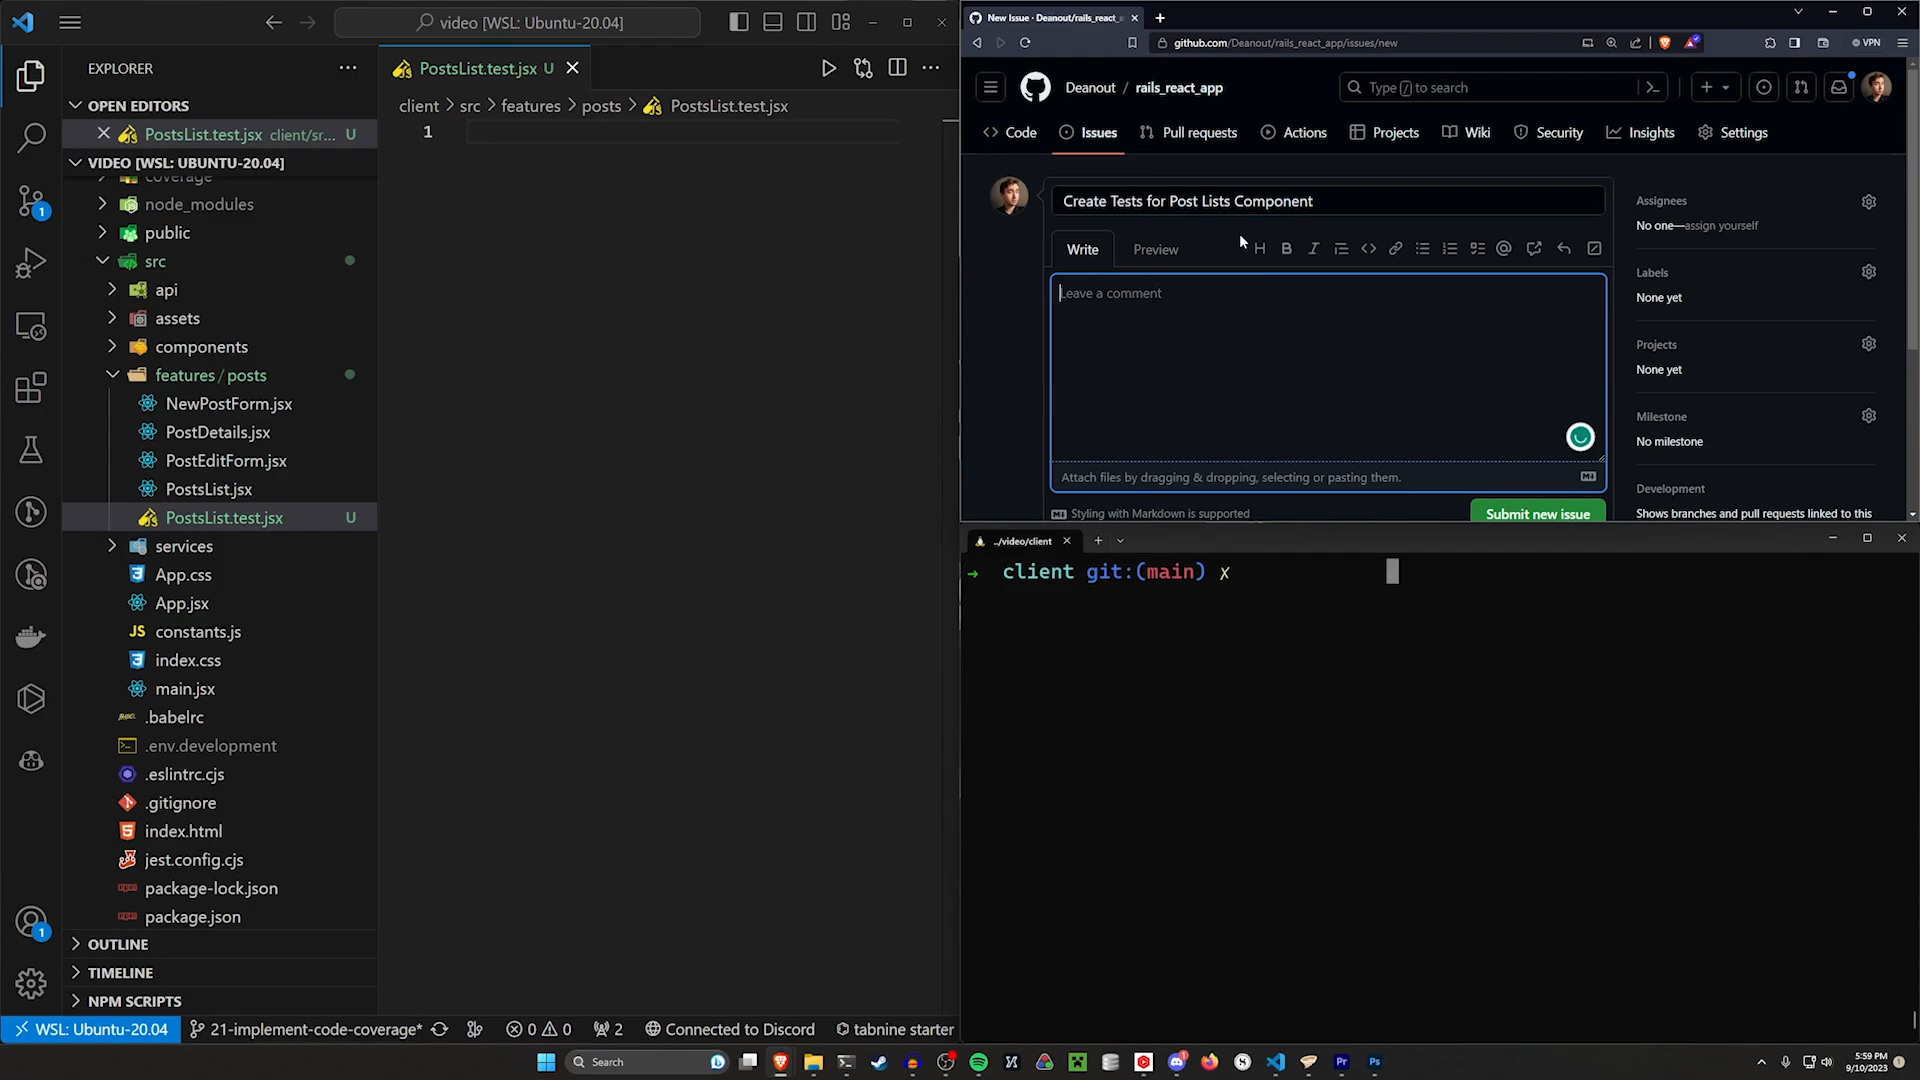 video [WSL: Ubuntu-20.04]
EXPLORER
OPEN EDITORS
PostsList.test.jsx client/sr... U
VIDEO [WSL: UBUNTU-20.04]
coverage
node_modules
public
src
api
assets
components
features / posts
NewPostForm.jsx
PostDetails.jsx
PostEditForm.jsx
PostsList.jsx
PostsList.test.jsx U
services
App.css
App.jsx
JS constants.js
index.css
main.jsx
.babelrc
.env.development
.eslintrc.cjs
.gitignore
index.html
jest.config.cjs
package-lock.json
package.json
OUTLINE
TIMELINE
NPM SCRIPTS
1
1
PostsList.test.jsx U
client > src > features > posts > PostsList.test.jsx
1
WSL: Ubuntu-20.04
21-implement-code-coverage*
0 0
2
Connected to Discord
tabnine starter
New Issue · Deanout/rails_react_a
github.com/Deanout/rails_react_app/issues/new
VPN
Deanout / rails_react_app
Type / to search
Code
Issues
Pull requests
Actions
Projects
Wiki
Security
Insights
Settings
Create Tests for Post Lists Component
Write
Preview
H B I
Leave a comment
Attach files by dragging & dropping, selecting or pasting them.
Styling with Markdown is supported
Submit new issue
Assignees
No one—assign yourself
Labels
None yet
Projects
None yet
Milestone
No milestone
Development
Shows branches and pull requests linked to this
../video/client
→ client git:(main) x
Search
Pr
Ps
5:59 PM
9/10/2023